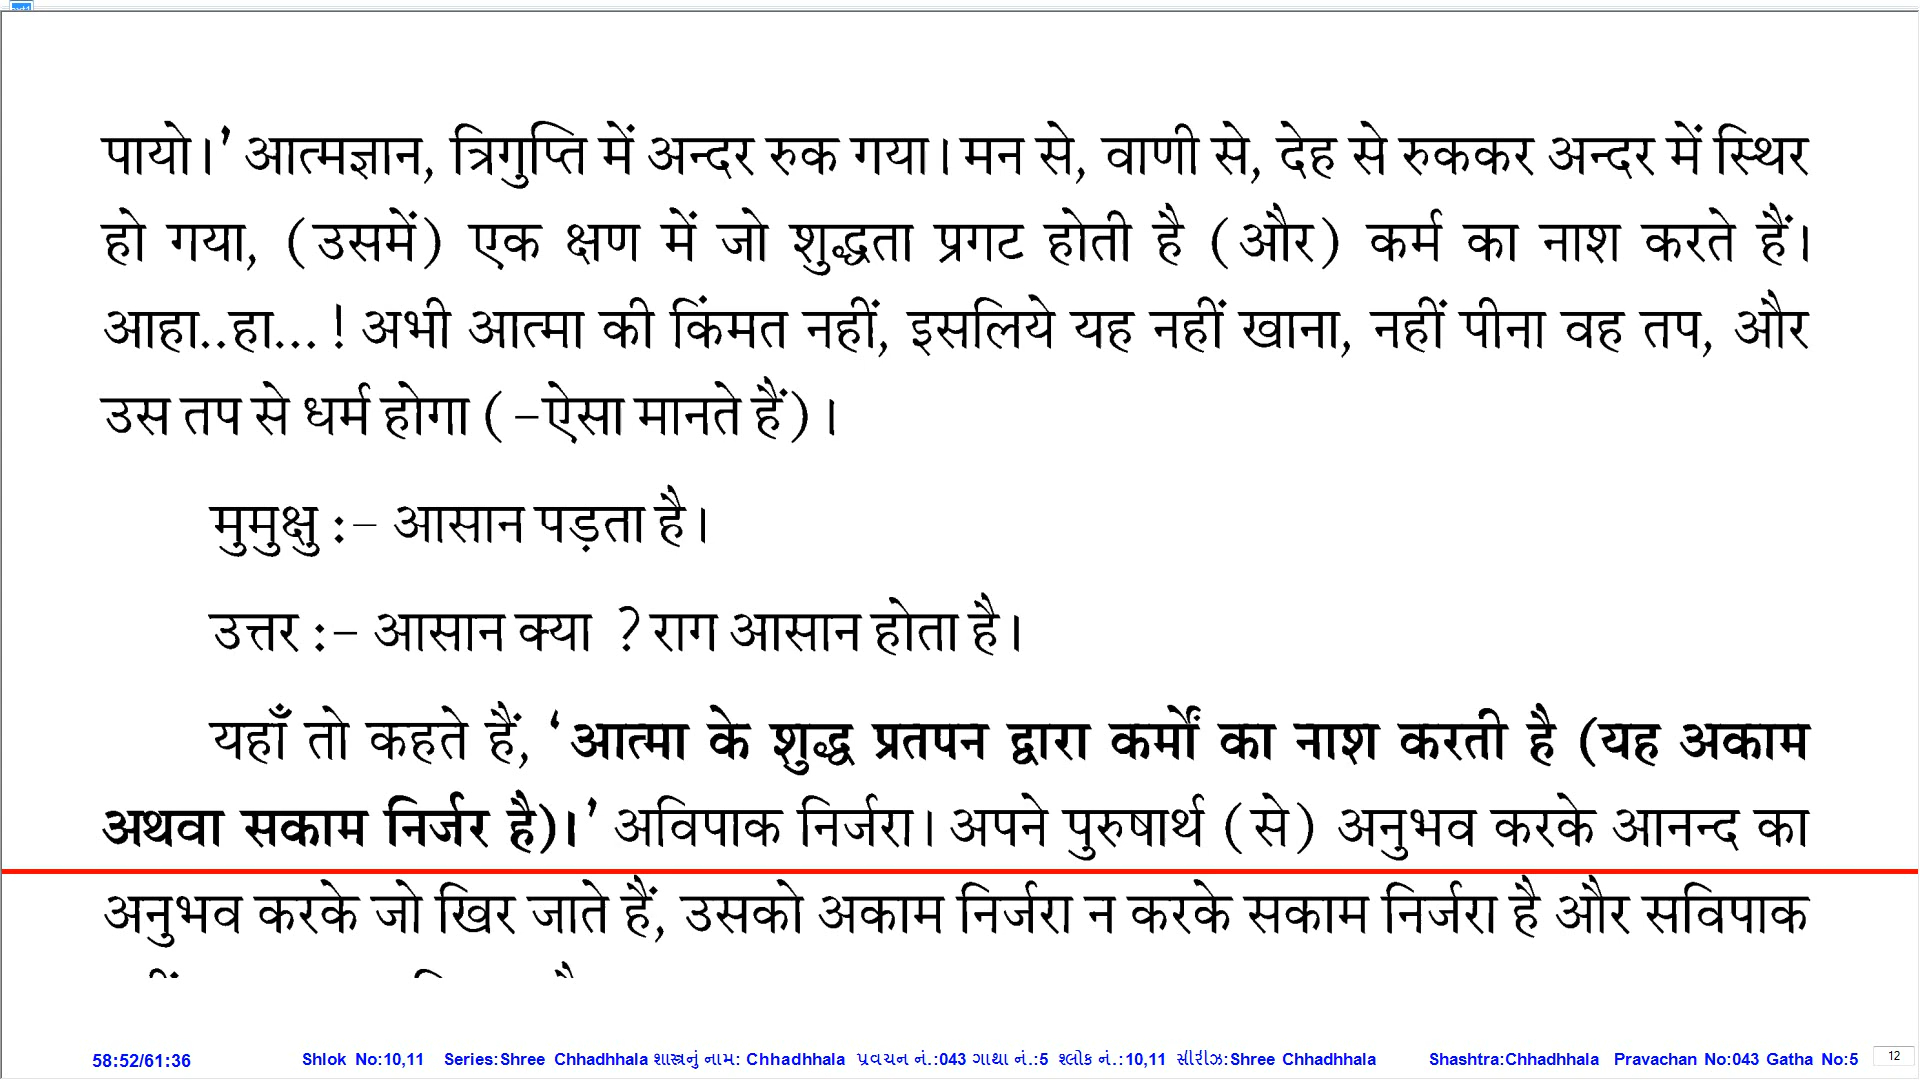 पायो।' आत्मज्ञान, त्रिगुप्ति में अन्दर रुक गया। मन से, वाणी से, देह से रुककर अन्दर में स्थिर
हो गया, (उसमें) एक क्षण में जो शुद्धता प्रगट होती है (और) कर्म का नाश करते हैं।
आहा..हा...! अभी आत्मा की किंमत नहीं, इसलिये यह नहीं खाना, नहीं पीना वह तप, और
उस तप से धर्म होगा (-ऐसा मानते हैं)।
मुमुक्षु :- आसान पड़ता है।
उत्तर :- आसान क्या ? राग आसान होता है।
यहाँ तो कहते हैं, 'आत्मा के शुद्ध प्रतपन द्वारा कर्मों का नाश करती है (यह अकाम
अथवा सकाम निर्जर है)।' अविपाक निर्जरा। अपने पुरुषार्थ (से) अनुभव करके आनन्द का
अनुभव करके जो खिर जाते हैं, उसको अकाम निर्जरा न करके सकाम निर्जरा है और सविपाक
58:52/61:36 Shlok No:10,11 Series:Shree Chhadhhala શાસ્ત્રનું નામ: Chhadhhala પ્રવચન નં.:043 ગાથા નં.:5 શ્લોક નં.:10,11 સીરીઝ:Shree Chhadhhala Shashtra:Chhadhhala Pravachan No:043 Gatha No:5 12